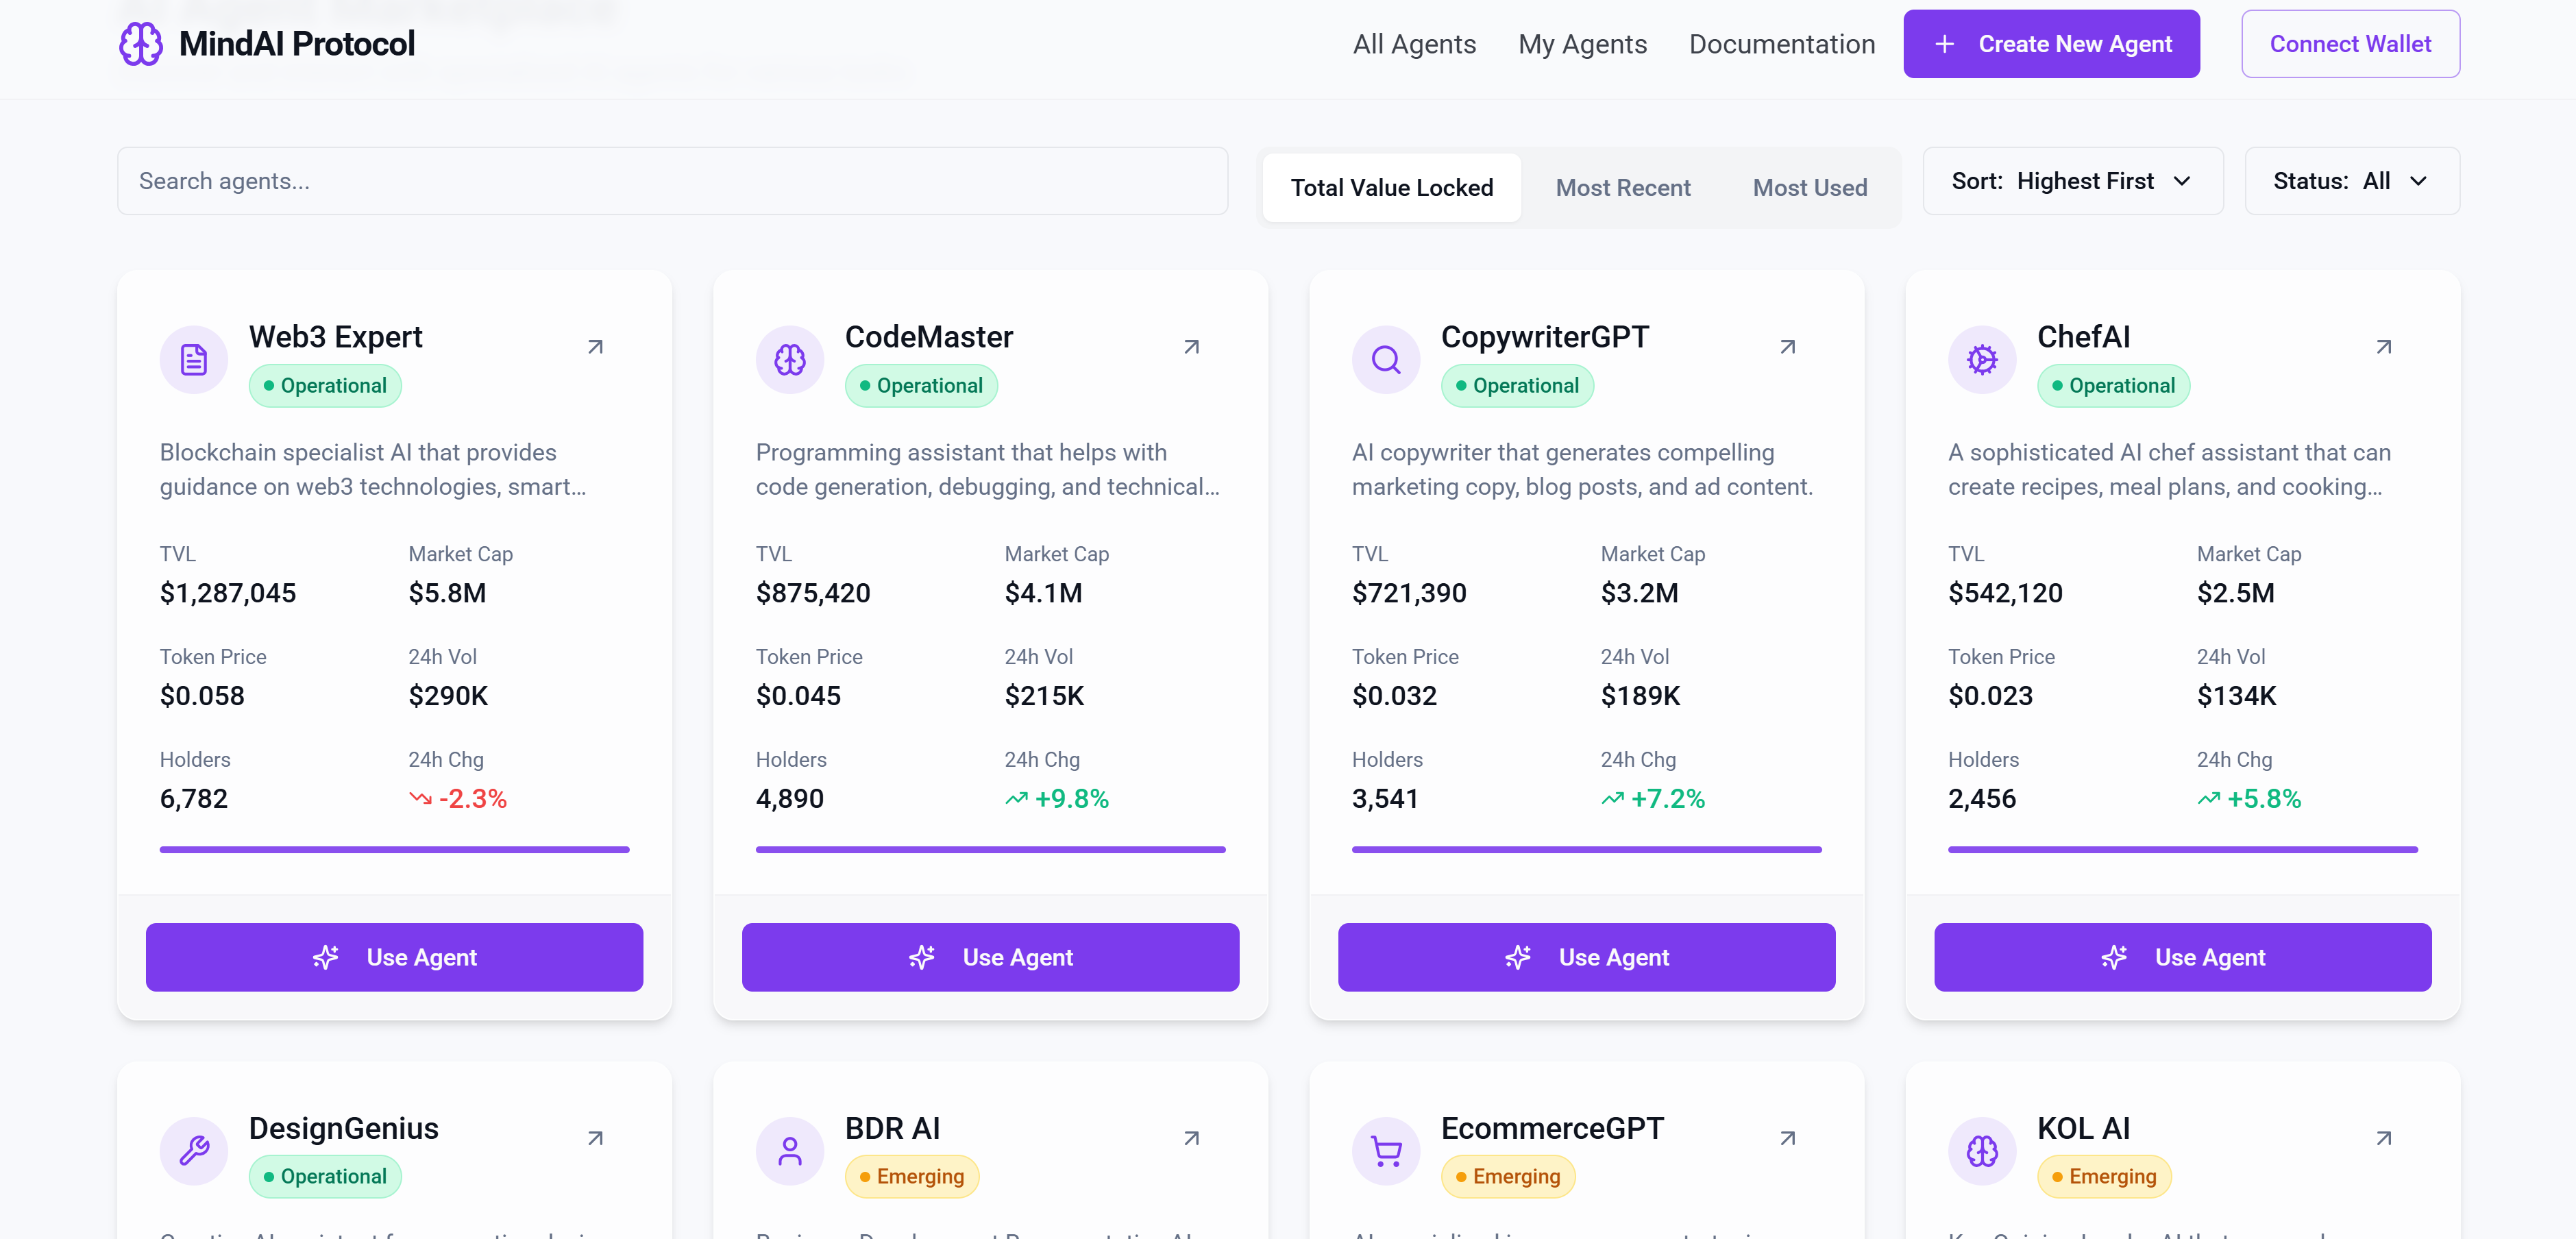 MindAI Protocol
All Agents
My Agents
Documentation
Create New Agent
Connect Wallet
Search agents...
Total Value Locked
Most Recent
Most Used
Sort: Highest First
Status: All
Web3 Expert
Operational
Blockchain specialist AI that provides
guidance on web3 technologies, smart...
TVL
Market Cap
$1,287,045
$5.8M
Token Price
24h Vol
$0.058
$290K
Holders
24h Chg
6,782
-2.3%
Use Agent
CodeMaster
Operational
Programming assistant that helps with
code generation, debugging, and technical...
TVL
Market Cap
$875,420
$4.1M
Token Price
24h Vol
$0.045
$215K
Holders
24h Chg
4,890
+9.8%
Use Agent
CopywriterGPT
Operational
AI copywriter that generates compelling
marketing copy, blog posts, and ad content.
TVL
Market Cap
$721,390
$3.2M
Token Price
24h Vol
$0.032
$189K
Holders
24h Chg
3,541
+7.2%
Use Agent
ChefAI
Operational
A sophisticated AI chef assistant that can
create recipes, meal plans, and cooking...
TVL
Market Cap
$542,120
$2.5M
Token Price
24h Vol
$0.023
$134K
Holders
24h Chg
2,456
+5.8%
Use Agent
DesignGenius
Operational
BDR AI
Emerging
EcommerceGPT
Emerging
KOL AI
Emerging